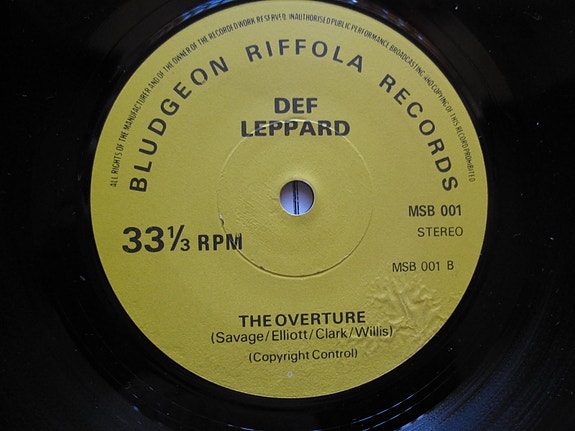 ALL RIGHTS OF THE MANUFACTURER AND OF THE OWNER OF THE RECORDED WORK RESERVED. UNAUTHORISED PUBLIC PERFORMANCE BROADCASTING AND COPYING OF THIS RECORD PROHIBITED
BLUDGEON RIFFOLA RECORDS
DEF
LEPPARD
MSB 001
STEREO
33⅓ RPM
MSB 001 B
THE OVERTURE
(Savage/Elliott/Clark/Willis)
(Copyright Control)